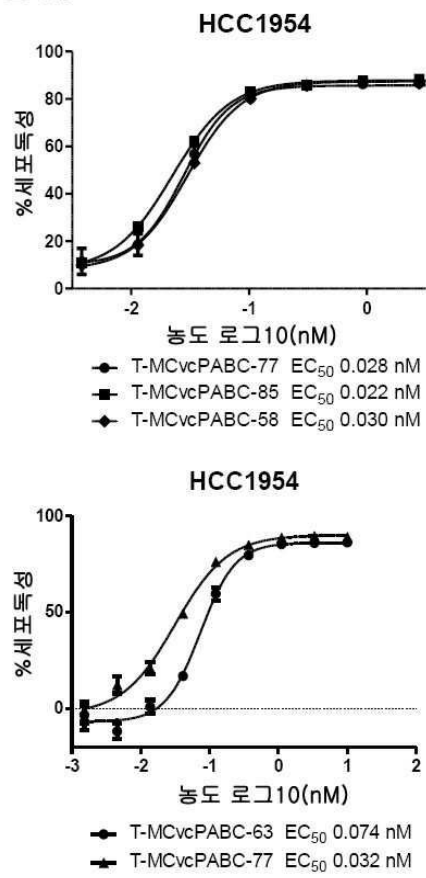 HCC1954
100
80
60
40
20
0
%세포독성
-2
-1
0
농도 로그10(nM)
T-MCvcPABC-77 EC50 0.028 nM
T-MCvcPABC-85 EC50 0.022 nM
T-MCvcPABC-58 EC50 0.030 nM
HCC1954
100
50
0
%세포독성
-3
-2
-1
0
1
2
농도 로그10(nM)
T-MCvcPABC-63 EC50 0.074 nM
T-MCvcPABC-77 EC50 0.032 nM